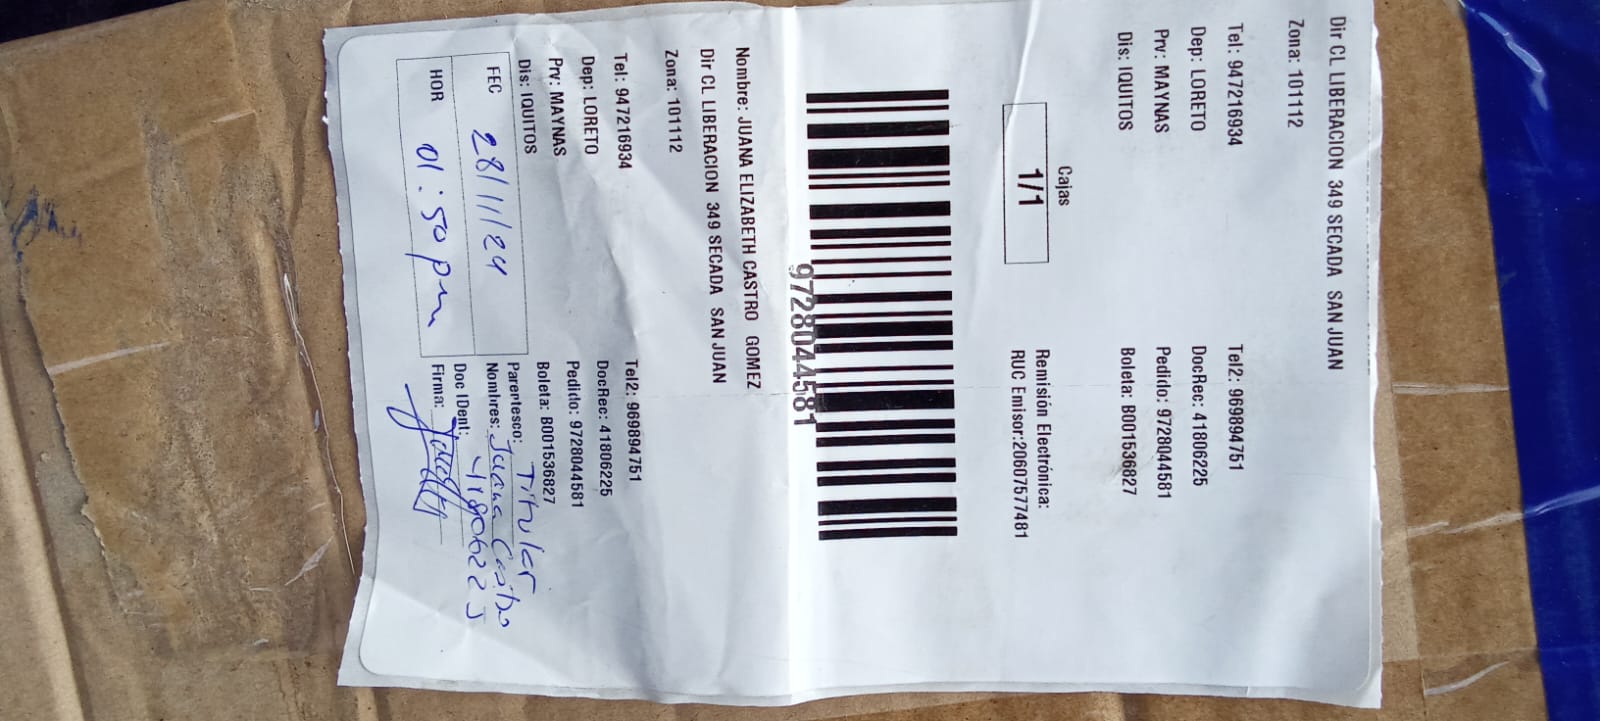 Dir CL LIBERACION 349 SECADA SAN JUAN
Zona: 101112
Tel: 947216934 Tel2: 969894751
Dep: LORETO DocRec: 41806225
Prv: MAYNAS Pedido: 9728044581
Dis: IQUITOS Boleta: B001536827
Cajas
1/1
Remisión Electrónica:
RUC Emisor:20607577481
9728044581
Nombre: JUANA ELIZABETH CASTRO GOMEZ
Dir CL LIBERACION 349 SECADA SAN JUAN
Zona: 101112
Tel: 947216934 Tel2: 969894751
Dep: LORETO DocRec: 41806225
Prv: MAYNAS Pedido: 9728044581
Dis: IQUITOS Boleta: B001536827
FEC 28/11/24
HOR 01:50 pm
Parentesco: Titular
Nombres: Juana Castro
Doc IDent: 41806225
Firma: